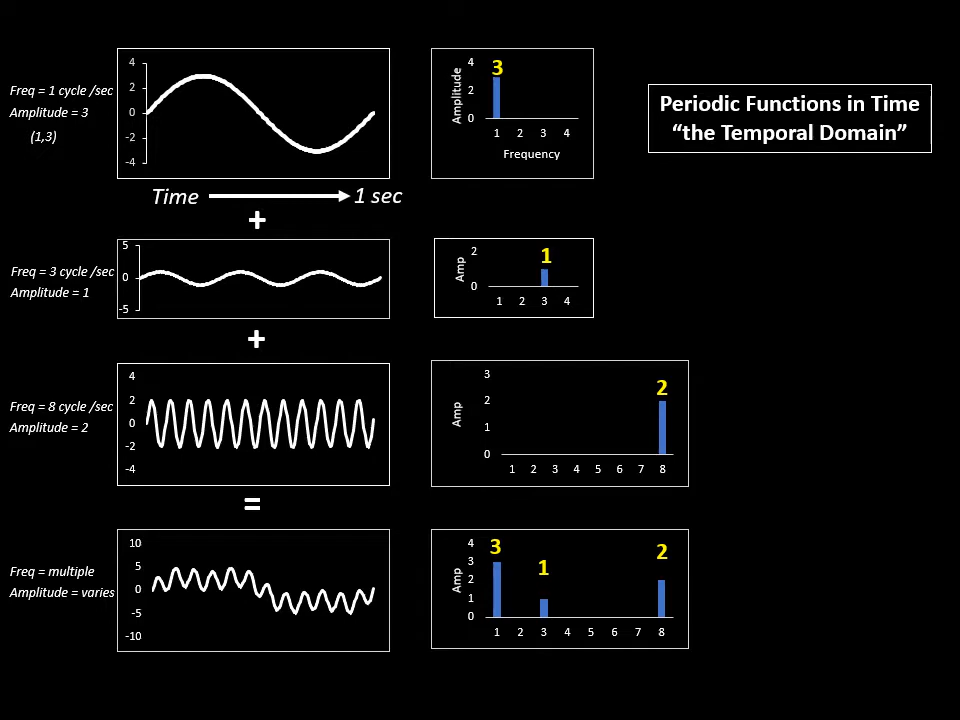 Periodic Functions in Time
“the Temporal Domain”
Freq = 1 cycle /sec
Amplitude = 3
(1,3)
4
2
0
-2
-4
Time
1 sec
Amplitude
4
2
0
3
1 2 3 4
Frequency
+
Freq = 3 cycle /sec
Amplitude = 1
5
0
-5
Amp
2
0
1
1 2 3 4
+
Freq = 8 cycle /sec
Amplitude = 2
4
2
0
-2
-4
Amp
3
2
1
0
2
1 2 3 4 5 6 7 8
=
Freq = multiple
Amplitude = varies
10
5
0
-5
-10
Amp
4
3
2
1
0
3
1
2
1 2 3 4 5 6 7 8